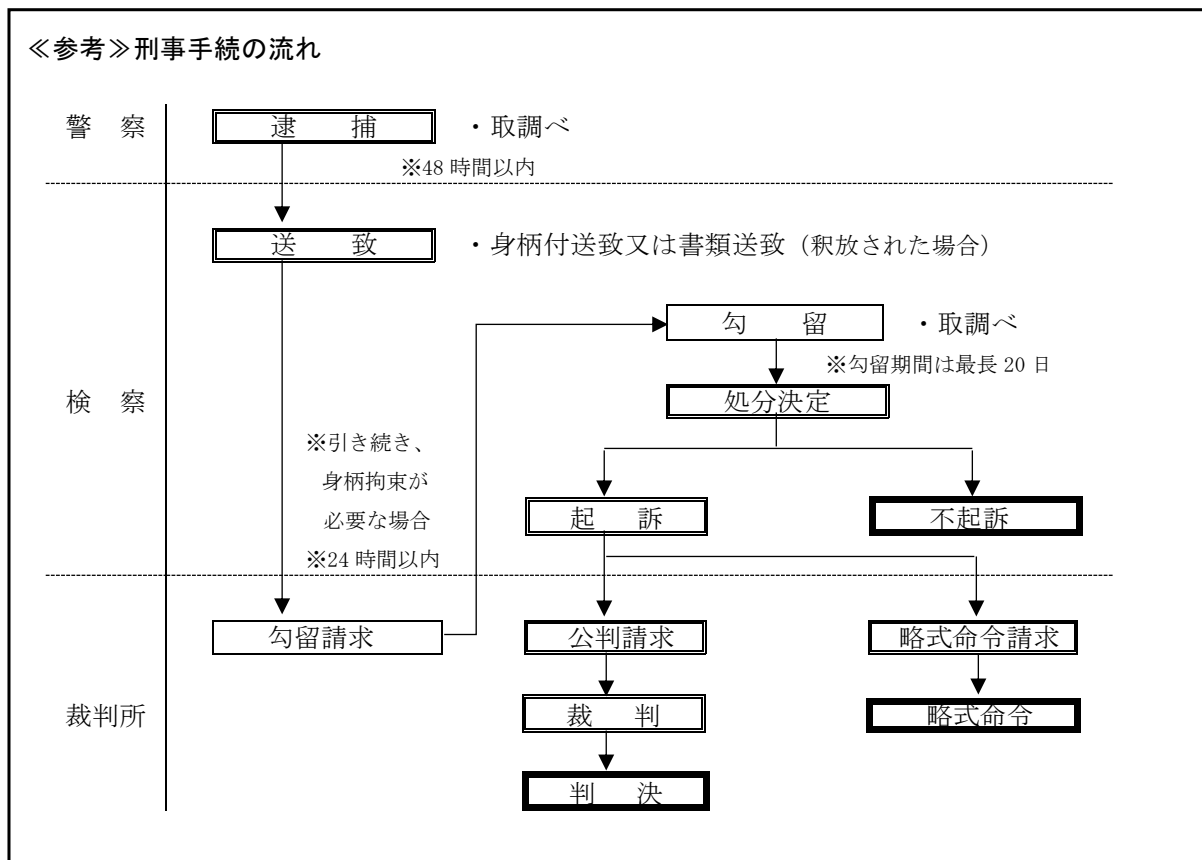 ≪参考≫刑事手続の流れ
警　察
逮　　捕
・取調べ
※48 時間以内
送　　致
・身柄付送致又は書類送致（釈放された場合）
勾　　留
・取調べ
※勾留期間は最長 20 日
検　察
処分決定
※引き続き、
身柄拘束が
必要な場合
※24 時間以内
起　　訴
不起訴
勾留請求
公判請求
略式命令請求
裁判所
裁　　判
略式命令
判　　決